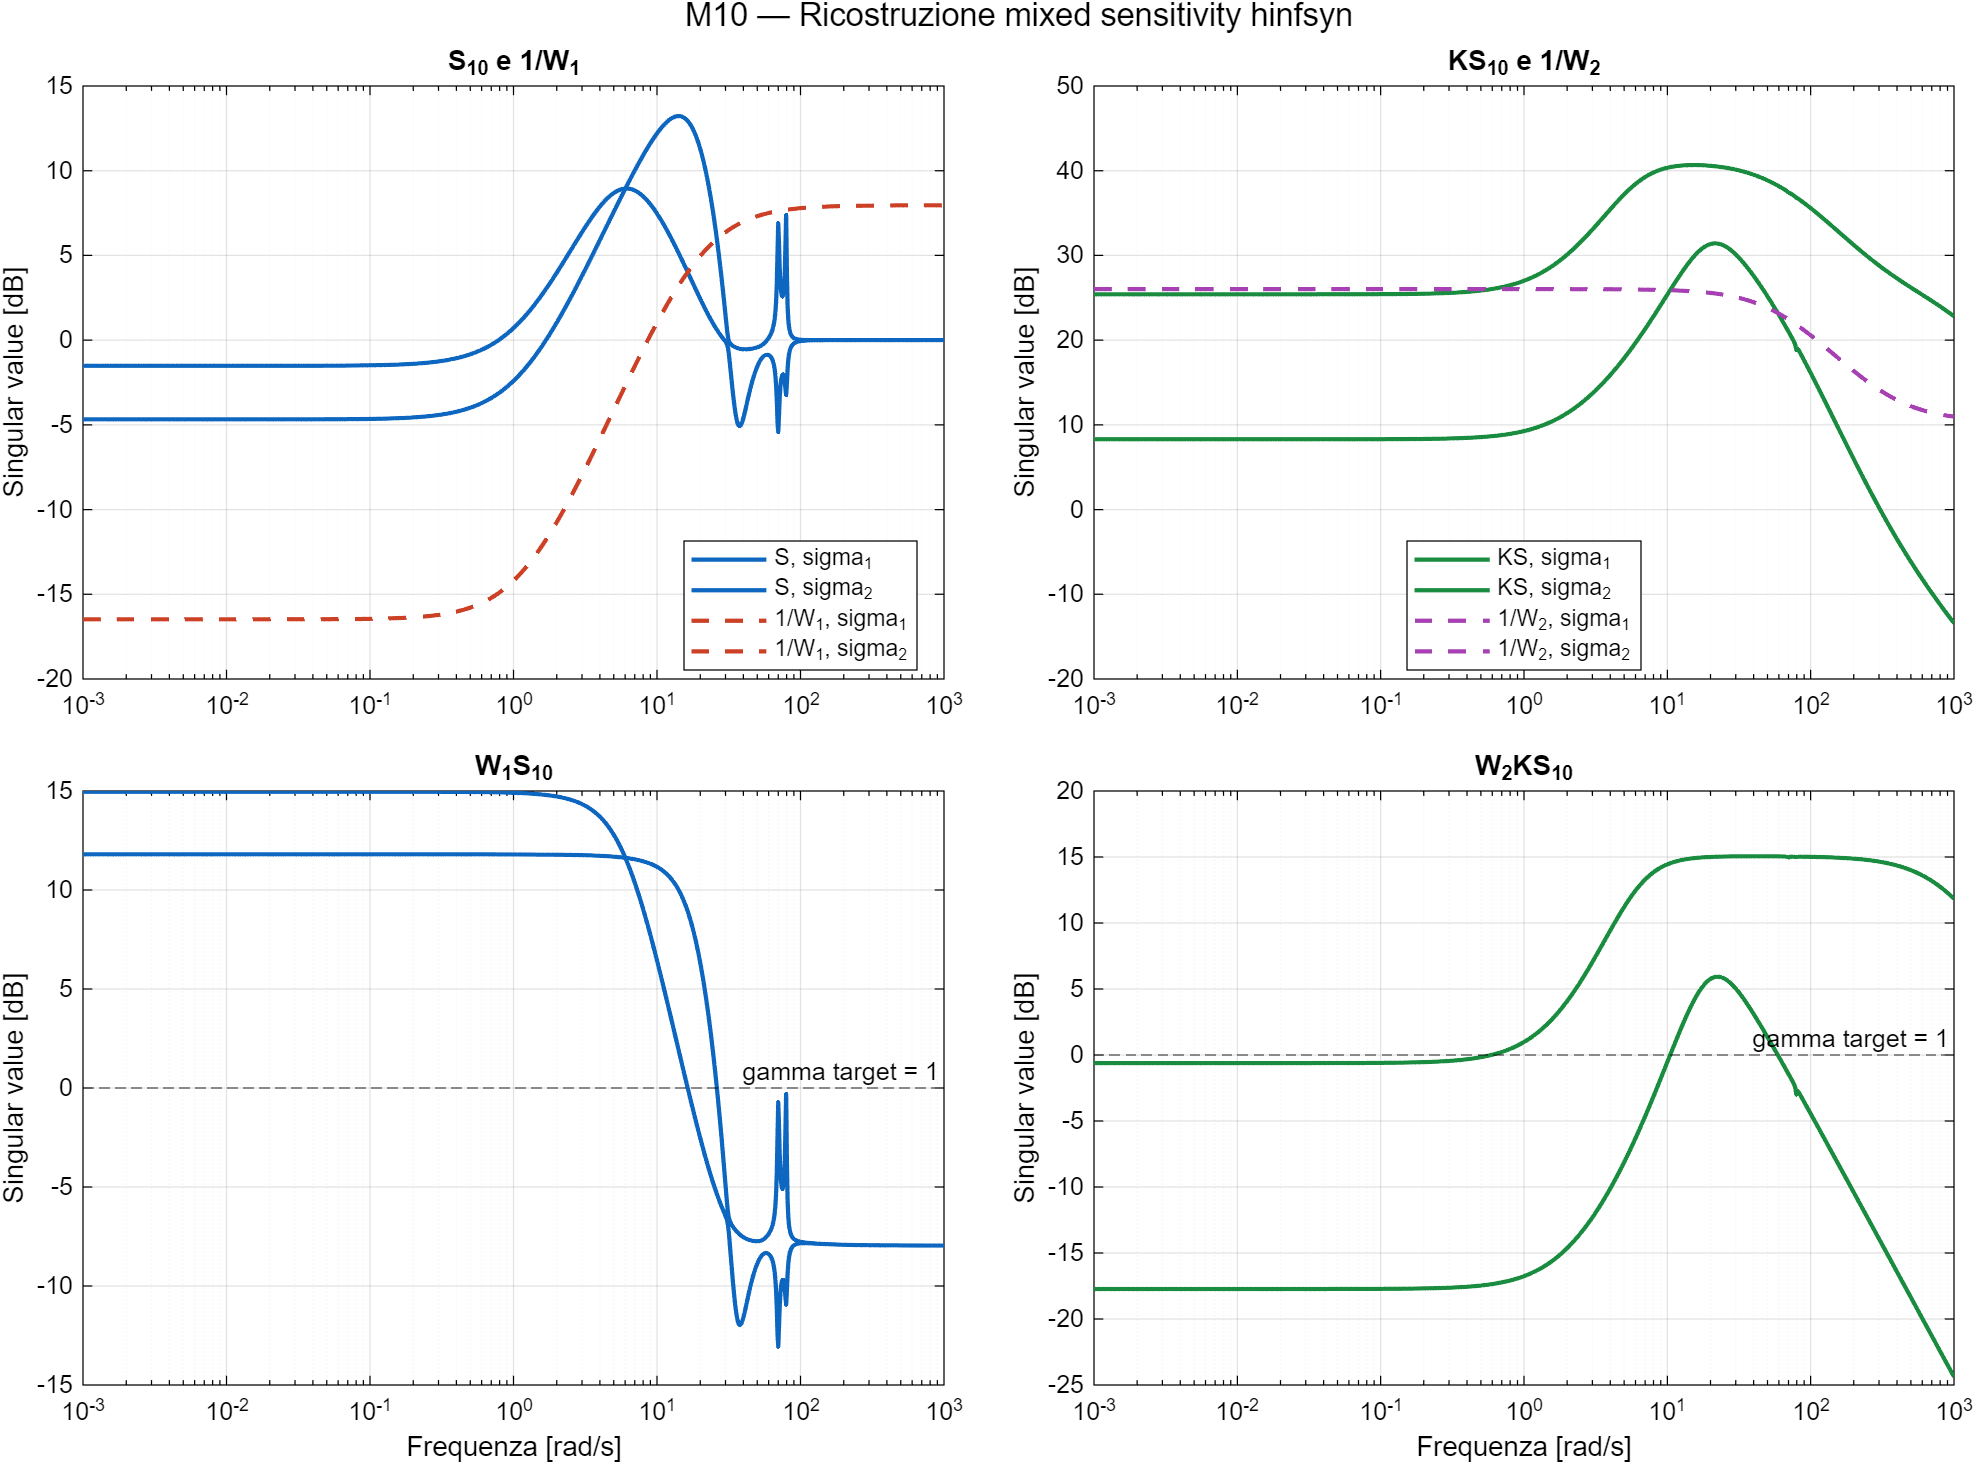 M10 — Ricostruzione mixed sensitivity hinfsyn
S₁₀ e 1/W₁
15
10
5
0
-5
-10
-15
-20
Singular value [dB]
10⁻³ 10⁻² 10⁻¹ 10⁰ 10¹ 10² 10³
S, sigma₁
S, sigma₂
1/W₁, sigma₁
1/W₁, sigma₂
KS₁₀ e 1/W₂
50
40
30
20
10
0
-10
-20
Singular value [dB]
10⁻³ 10⁻² 10⁻¹ 10⁰ 10¹ 10² 10³
KS, sigma₁
KS, sigma₂
1/W₂, sigma₁
1/W₂, sigma₂
W₁S₁₀
15
10
5
0
-5
-10
-15
Singular value [dB]
gamma target = 1
10⁻³ 10⁻² 10⁻¹ 10⁰ 10¹ 10² 10³
Frequenza [rad/s]
W₂KS₁₀
20
15
10
5
0
-5
-10
-15
-20
-25
Singular value [dB]
gamma target = 1
10⁻³ 10⁻² 10⁻¹ 10⁰ 10¹ 10² 10³
Frequenza [rad/s]